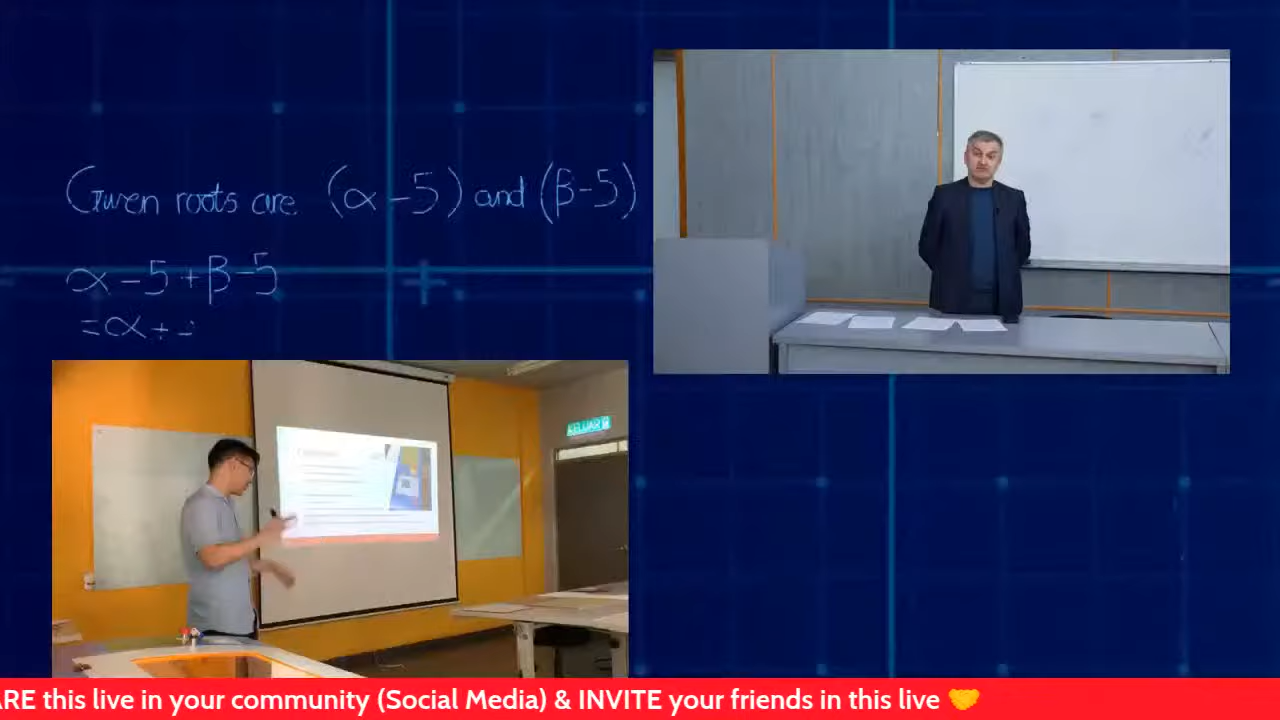 Given roots are (α-5) and (β-5)
α-5+β-5
=α+
KELUAR
ARE this live in your community (Social Media) & INVITE your friends in this live 🤝